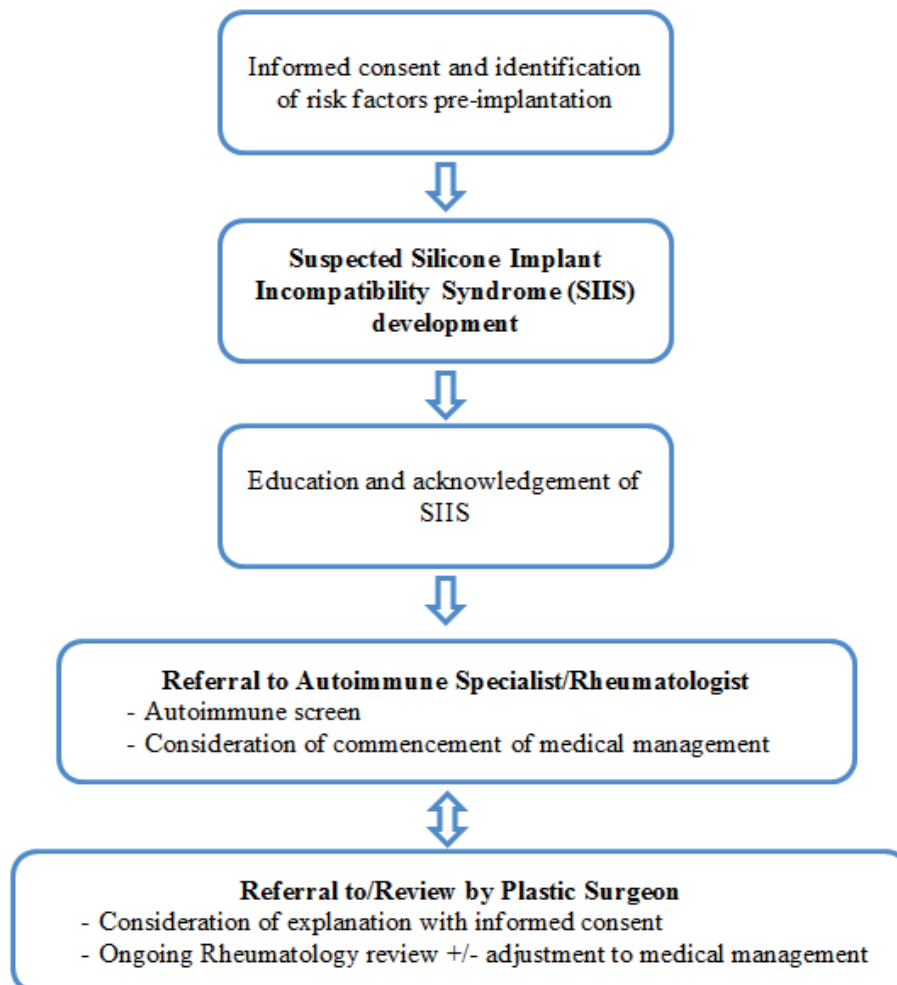 Informed consent and identification
of risk factors pre-implantation
Suspected Silicone Implant
Incompatibility Syndrome (SIIS)
development
Education and acknowledgement of
SIIS
Referral to Autoimmune Specialist/Rheumatologist
- Autoimmune screen
- Consideration of commencement of medical management
Referral to/Review by Plastic Surgeon
- Consideration of explanation with informed consent
- Ongoing Rheumatology review +/- adjustment to medical management